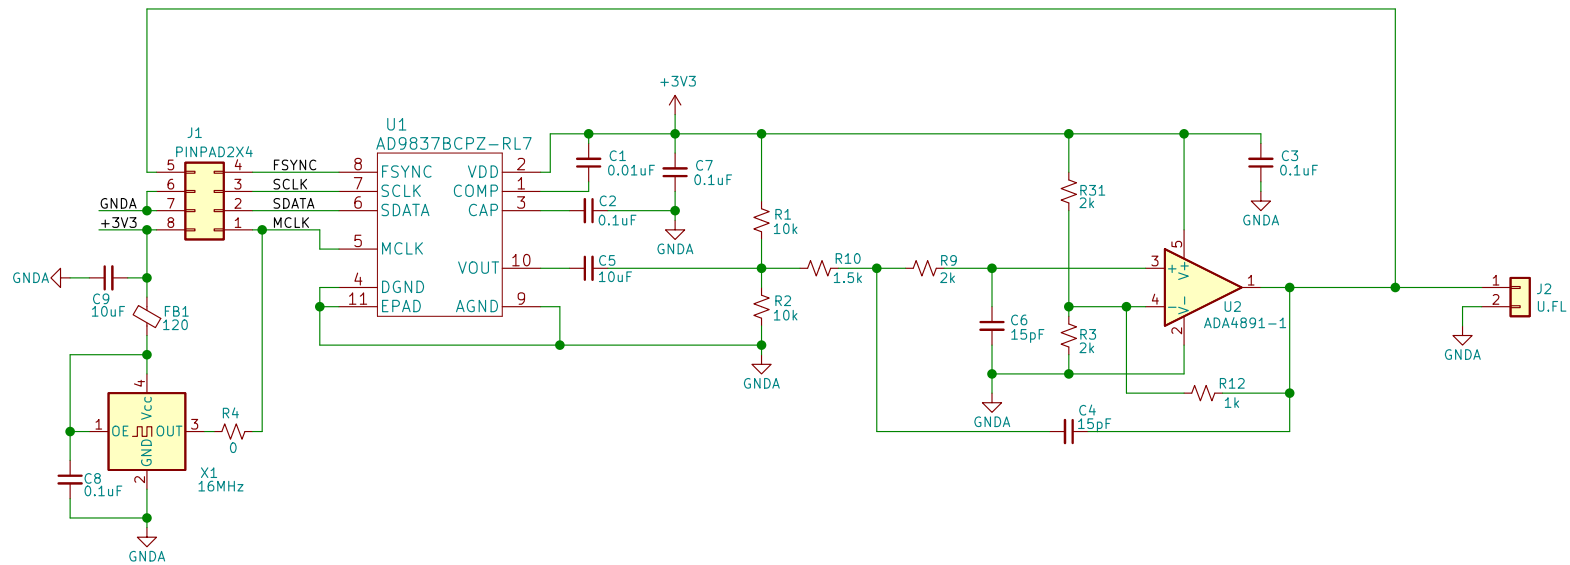 +3V3
J1
PINPAD2X4
5
6
7
8
4
3
2
1
GNDA
+3V3
FSYNC
SCLK
SDATA
MCLK
U1
AD9837BCPZ-RL7
8
7
6
5
4
11
FSYNC
SCLK
SDATA
MCLK
DGND
EPAD
VDD
COMP
CAP
VOUT
AGND
2
1
3
10
9
C1
0.01uF
C7
0.1uF
C2
0.1uF
GNDA
C5
10uF
R1
10k
R2
10k
GNDA
R10
1.5k
R9
2k
C6
15pF
GNDA
R31
2k
R3
2k
C3
0.1uF
GNDA
3
4
5
2
1
+
V+
-
V-
U2
ADA4891-1
R12
1k
C4
15pF
1
2
J2
U.FL
GNDA
GNDA
C9
10uF
FB1
120
4
1
3
2
OE
Vcc
GND
OUT
R4
0
X1
16MHz
C8
0.1uF
GNDA